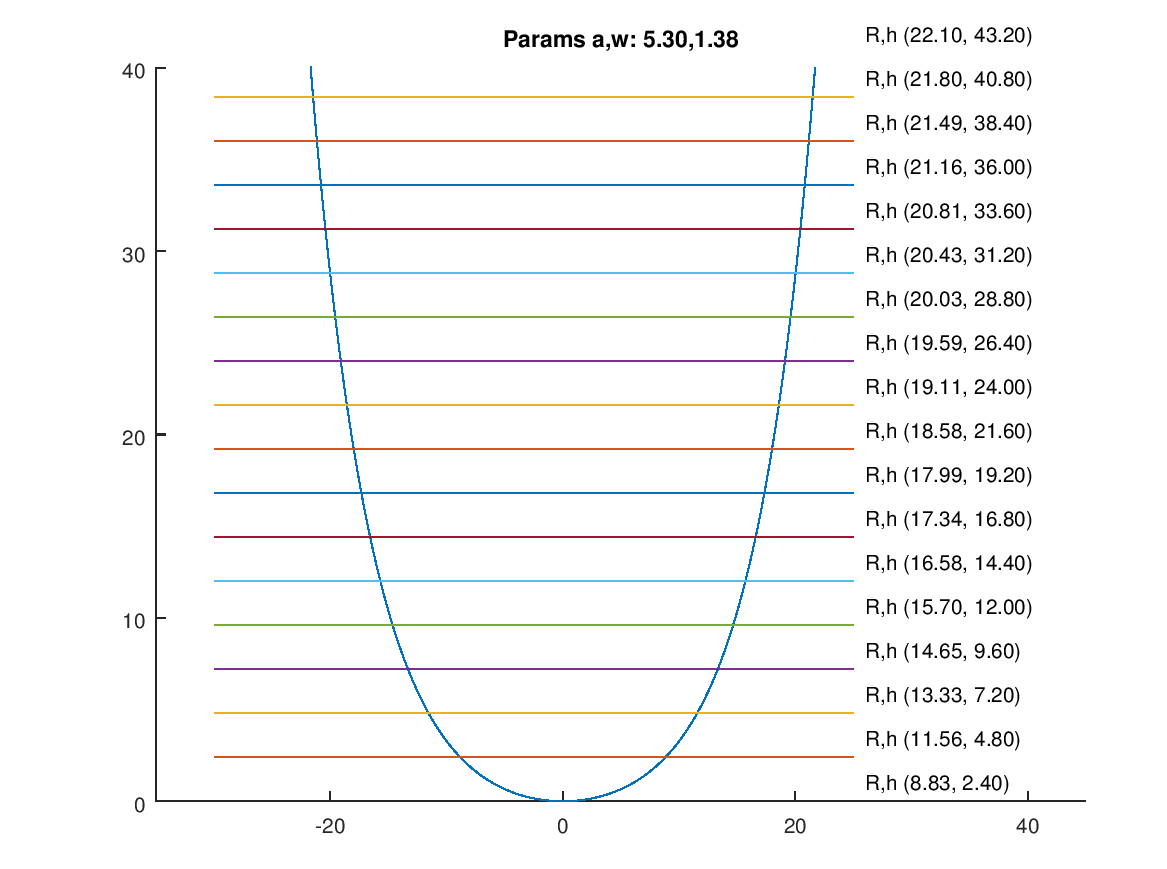 Params a,w: 5.30,1.38
R,h (22.10, 43.20)
R,h (21.80, 40.80)
R,h (21.49, 38.40)
R,h (21.16, 36.00)
R,h (20.81, 33.60)
R,h (20.43, 31.20)
R,h (20.03, 28.80)
R,h (19.59, 26.40)
R,h (19.11, 24.00)
R,h (18.58, 21.60)
R,h (17.99, 19.20)
R,h (17.34, 16.80)
R,h (16.58, 14.40)
R,h (15.70, 12.00)
R,h (14.65, 9.60)
R,h (13.33, 7.20)
R,h (11.56, 4.80)
R,h (8.83, 2.40)
40
30
20
10
0
-20 0 20 40